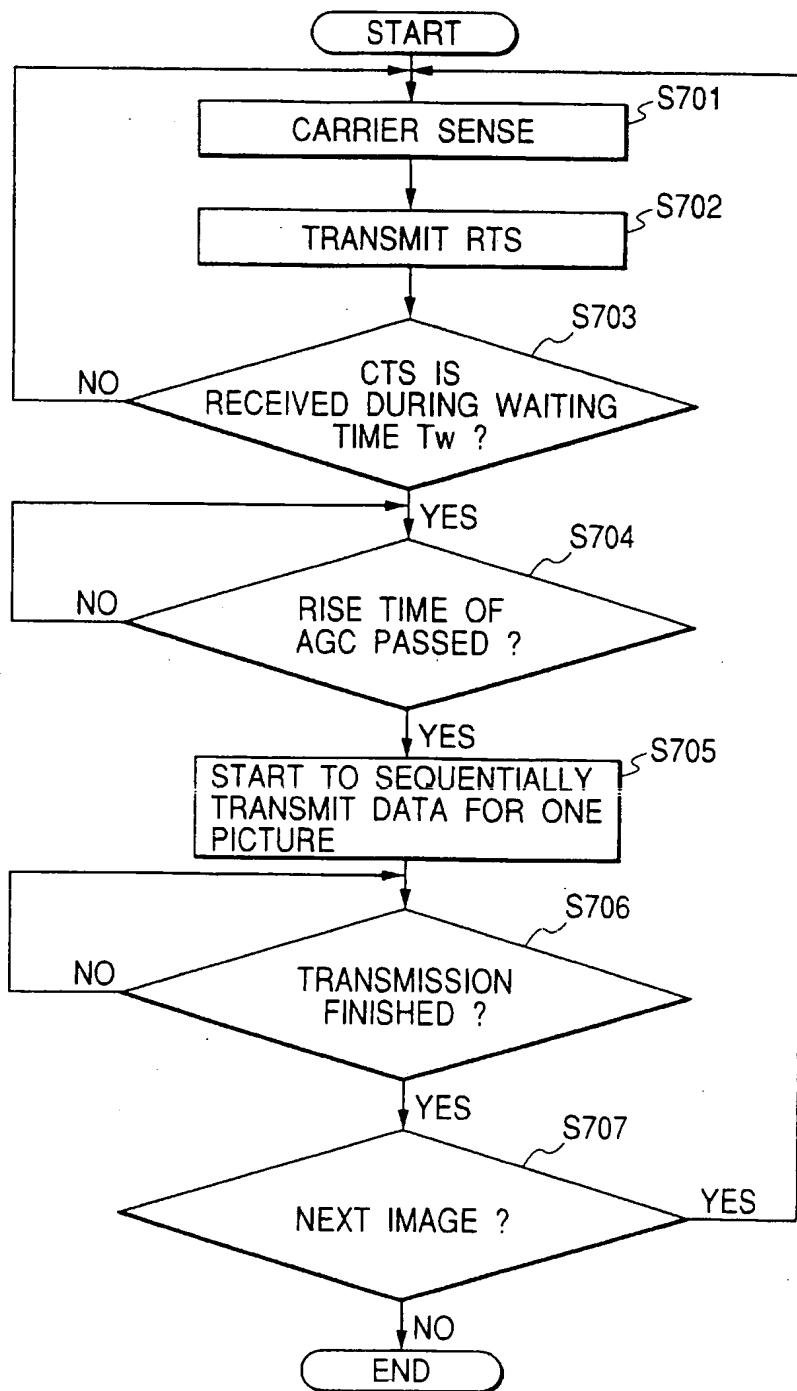 START
CARRIER SENSE
S701
TRANSMIT RTS
S702
S703
NO
CTS IS
RECEIVED DURING WAITING
TIME Tw ?
YES
S704
NO
RISE TIME OF
AGC PASSED ?
YES
S705
START TO SEQUENTIALLY
TRANSMIT DATA FOR ONE
PICTURE
S706
NO
TRANSMISSION
FINISHED ?
YES
S707
NEXT IMAGE ?
YES
NO
END